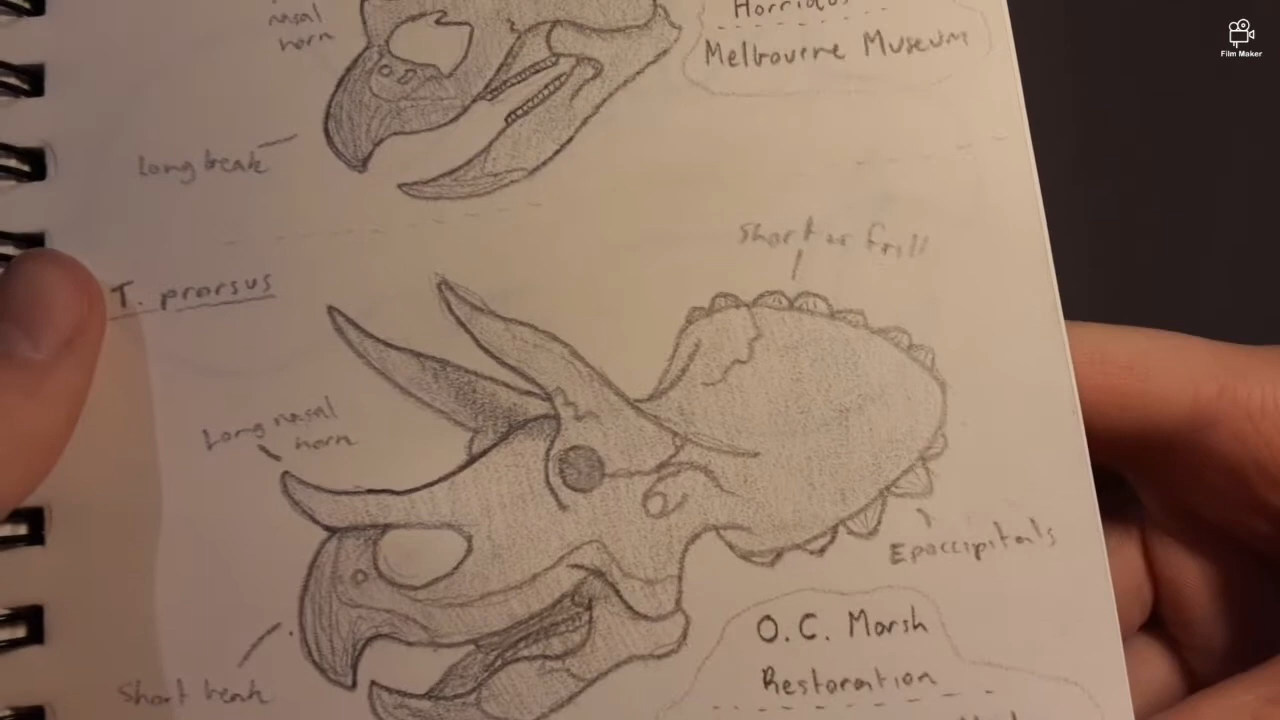 nasal
horn
Horridus
Melbourne Museum
Film Maker
Long beak
Shorter frill
T. prorsus
Long nasal
horn
Epoccipitals
O.C. Marsh
Restoration
Short beak